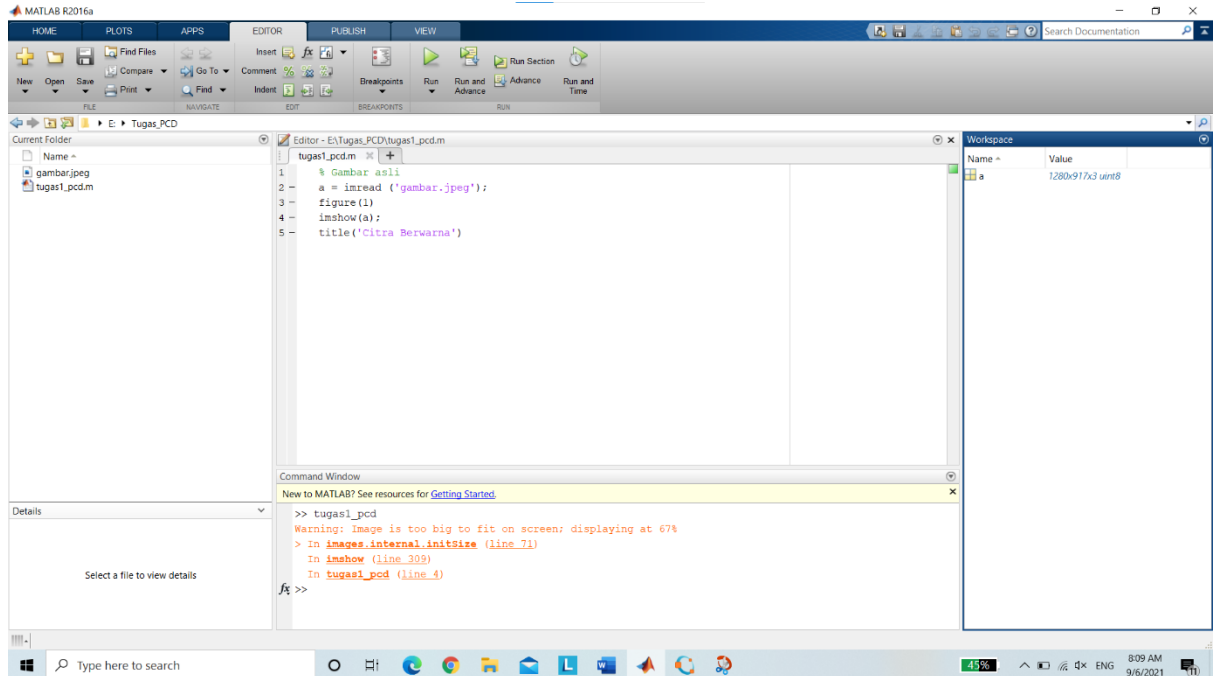 MATLAB R2016a
HOME PLOTS APPS EDITOR PUBLISH VIEW
Search Documentation
New Open Save
Find Files
Compare
Print
Go To
Find
Insert
Comment
Indent
Breakpoints
Run
Run and Advance
Run Section
Advance
Run and Time
FILE NAVIGATE EDIT BREAKPOINTS RUN
E: Tugas_PCD
Current Folder
Name
gambar.jpeg
tugas1_pcd.m
Details
Select a file to view details
Editor - E:\Tugas_PCD\tugas1_pcd.m
tugas1_pcd.m
1 % Gambar asli
2 – a = imread ('gambar.jpeg');
3 – figure(1)
4 – imshow(a);
5 – title('Citra Berwarna')
Command Window
New to MATLAB? See resources for Getting Started.
>> tugas1_pcd
Warning: Image is too big to fit on screen; displaying at 67%
> In images.internal.initSize (line 71)
In imshow (line 309)
In tugas1_pcd (line 4)
fx >>
Workspace
Name Value
a 1280x917x3 uint8
Type here to search
45%
ENG
8:09 AM
9/6/2021